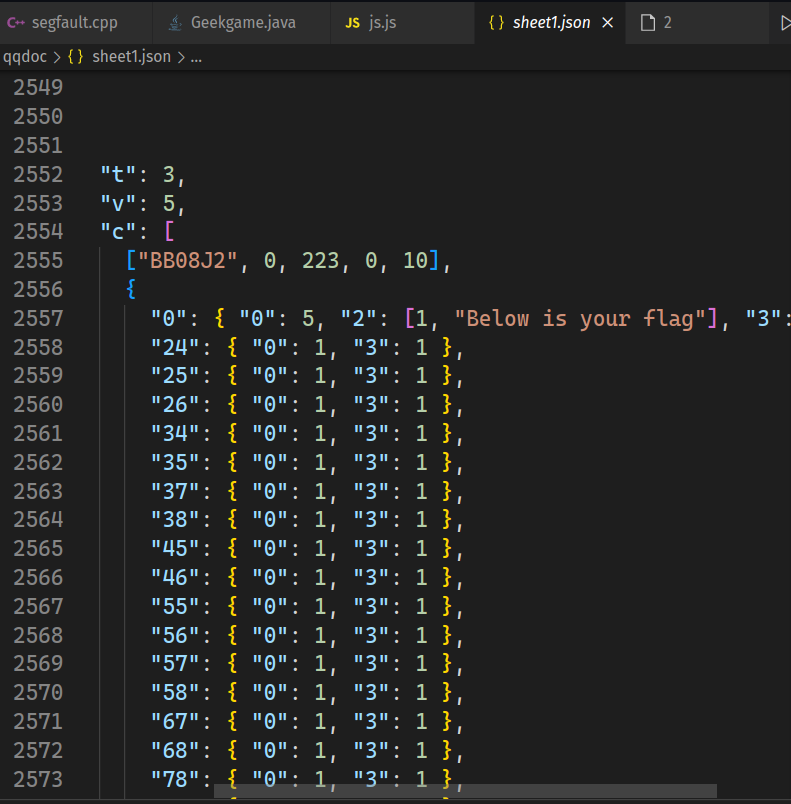 segfault.cpp Geekgame.java JS js.js {} sheet1.json × 2
qqdoc > {} sheet1.json > ...
2549
2550
2551
2552 "t": 3,
2553 "v": 5,
2554 "c": [
2555 ["BB08J2", 0, 223, 0, 10],
2556 {
2557 "0": { "0": 5, "2": [1, "Below is your flag"], "3":
2558 "24": { "0": 1, "3": 1 },
2559 "25": { "0": 1, "3": 1 },
2560 "26": { "0": 1, "3": 1 },
2561 "34": { "0": 1, "3": 1 },
2562 "35": { "0": 1, "3": 1 },
2563 "37": { "0": 1, "3": 1 },
2564 "38": { "0": 1, "3": 1 },
2565 "45": { "0": 1, "3": 1 },
2566 "46": { "0": 1, "3": 1 },
2567 "55": { "0": 1, "3": 1 },
2568 "56": { "0": 1, "3": 1 },
2569 "57": { "0": 1, "3": 1 },
2570 "58": { "0": 1, "3": 1 },
2571 "67": { "0": 1, "3": 1 },
2572 "68": { "0": 1, "3": 1 },
2573 "78": { "0": 1, "3": 1 },